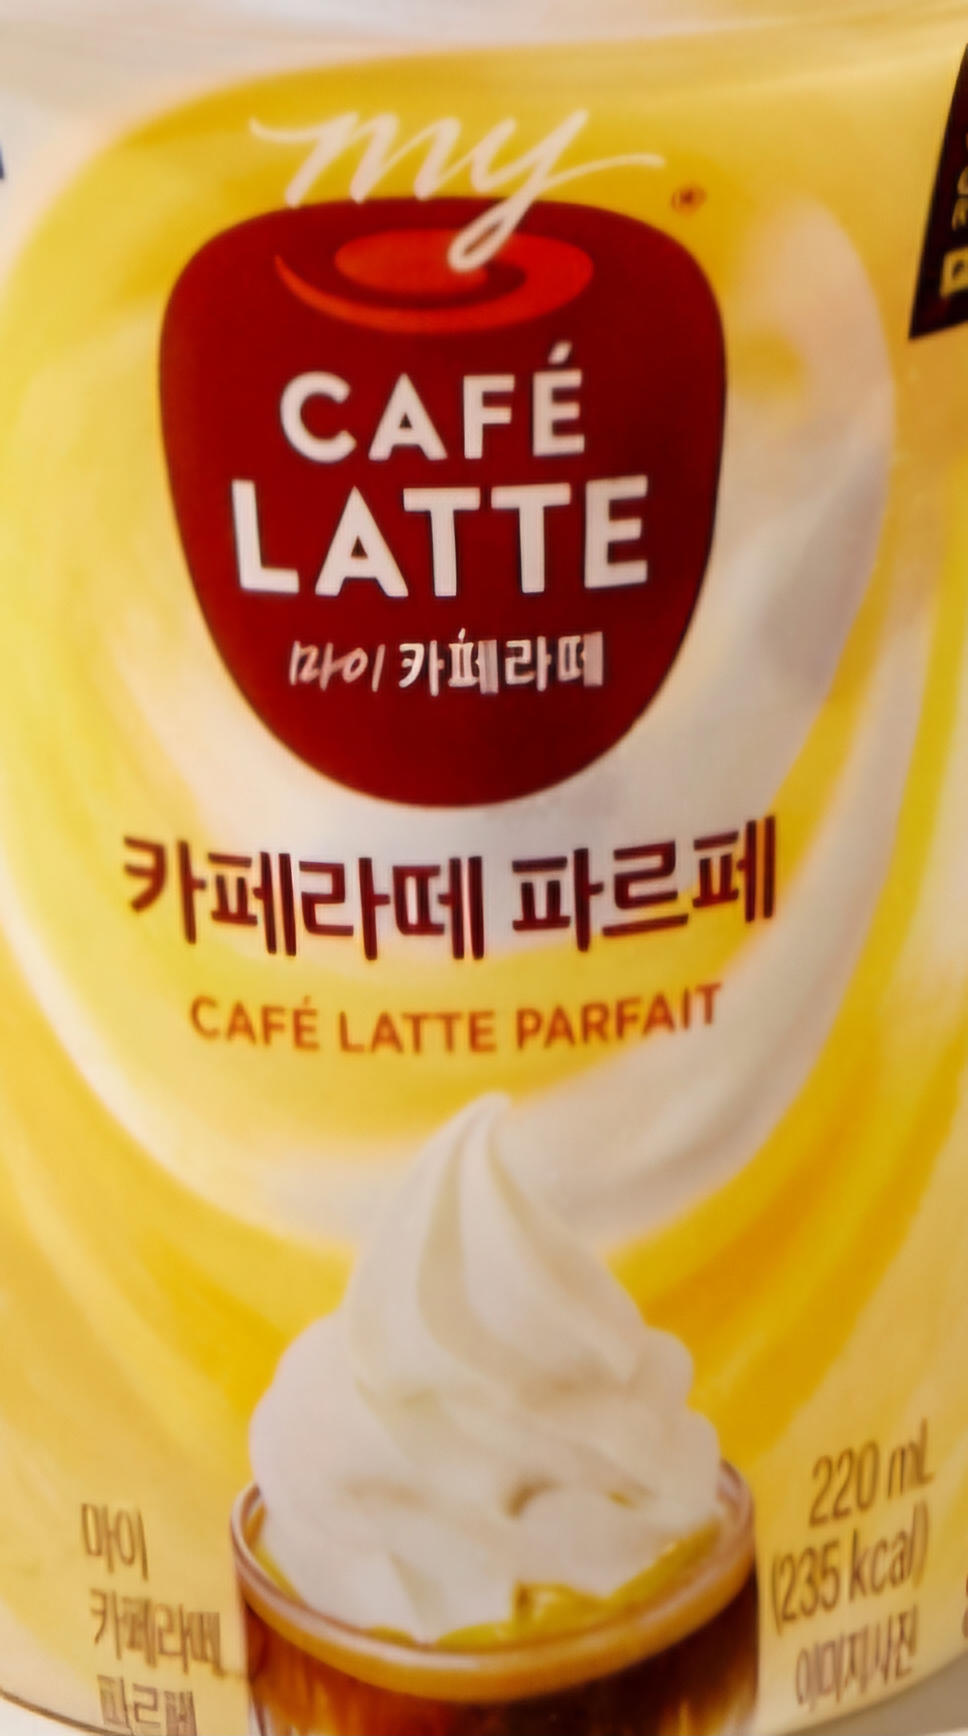 my
CAFÉ
LATTE
마이 카페라떼
카페라떼 파르페
CAFÉ LATTE PARFAIT
220 mL
(235 kcal)
이미지사진
마이
카페라떼
파르페